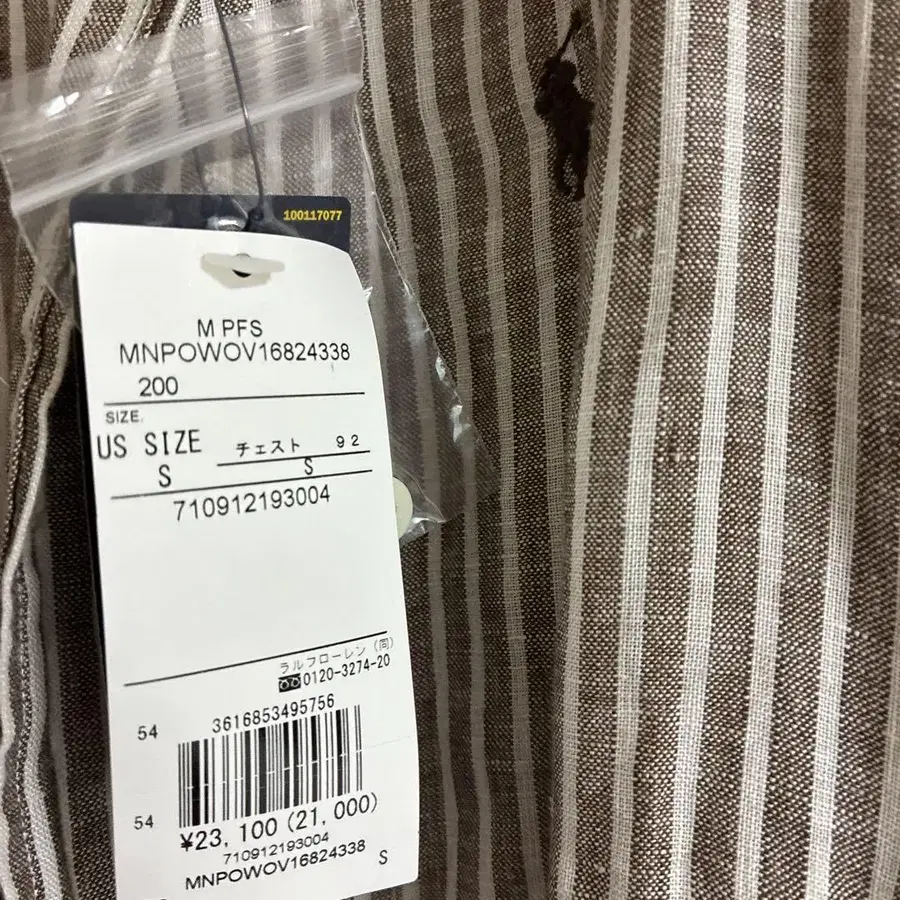 100117077
M PFS
MNPOWOV16824338
200
SIZE.
US SIZE チェスト 92
S S
710912193004
ラルフローレン(同)
0120-3274-20
3616853495756
54
54
¥23,100(21,000)
710912193004
MNPOWOV16824338 S